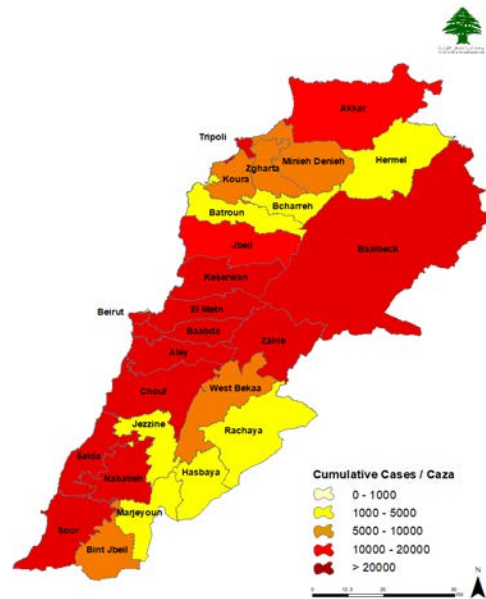 Akkar
Tripoli
Hermel
Minieh Denieh
Zgharta
Koura
Bcharreh
Batroun
Jbeil
Baalbeck
Keserwan
El Metn
Beirut
Baabda
Zahle
Aley
Chouf
West Bekaa
Jezzine
Rachaya
Saida
Hasbaya
Nabatieh
Marjeyoun
Sour
Bint Jbeil
Cumulative Cases / Caza
0 - 1000
1000 - 5000
5000 - 10000
10000 - 20000
> 20000
N